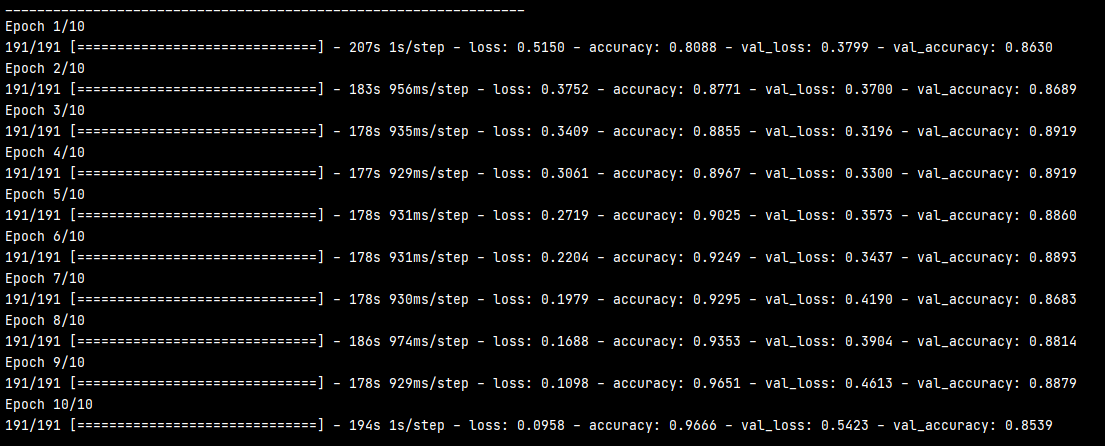 _________________________________________________________________
Epoch 1/10
191/191 [==============================] - 207s 1s/step - loss: 0.5150 - accuracy: 0.8088 - val_loss: 0.3799 - val_accuracy: 0.8630
Epoch 2/10
191/191 [==============================] - 183s 956ms/step - loss: 0.3752 - accuracy: 0.8771 - val_loss: 0.3700 - val_accuracy: 0.8689
Epoch 3/10
191/191 [==============================] - 178s 935ms/step - loss: 0.3409 - accuracy: 0.8855 - val_loss: 0.3196 - val_accuracy: 0.8919
Epoch 4/10
191/191 [==============================] - 177s 929ms/step - loss: 0.3061 - accuracy: 0.8967 - val_loss: 0.3300 - val_accuracy: 0.8919
Epoch 5/10
191/191 [==============================] - 178s 931ms/step - loss: 0.2719 - accuracy: 0.9025 - val_loss: 0.3573 - val_accuracy: 0.8860
Epoch 6/10
191/191 [==============================] - 178s 931ms/step - loss: 0.2204 - accuracy: 0.9249 - val_loss: 0.3437 - val_accuracy: 0.8893
Epoch 7/10
191/191 [==============================] - 178s 930ms/step - loss: 0.1979 - accuracy: 0.9295 - val_loss: 0.4190 - val_accuracy: 0.8683
Epoch 8/10
191/191 [==============================] - 186s 974ms/step - loss: 0.1688 - accuracy: 0.9353 - val_loss: 0.3904 - val_accuracy: 0.8814
Epoch 9/10
191/191 [==============================] - 178s 929ms/step - loss: 0.1098 - accuracy: 0.9651 - val_loss: 0.4613 - val_accuracy: 0.8879
Epoch 10/10
191/191 [==============================] - 194s 1s/step - loss: 0.0958 - accuracy: 0.9666 - val_loss: 0.5423 - val_accuracy: 0.8539